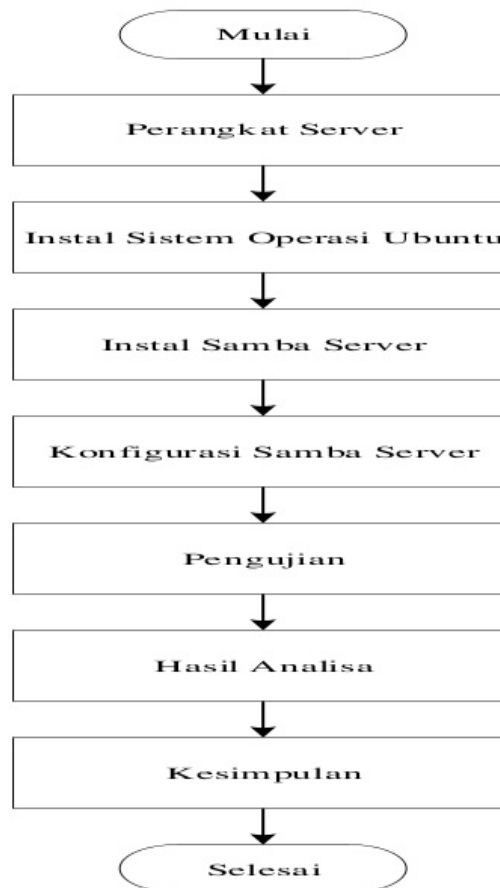 Mulai
Perangkat Server
Instal Sistem Operasi Ubuntu
Instal Samba Server
Konfigurasi Samba Server
Pengujian
Hasil Analisa
Kesimpulan
Selesai